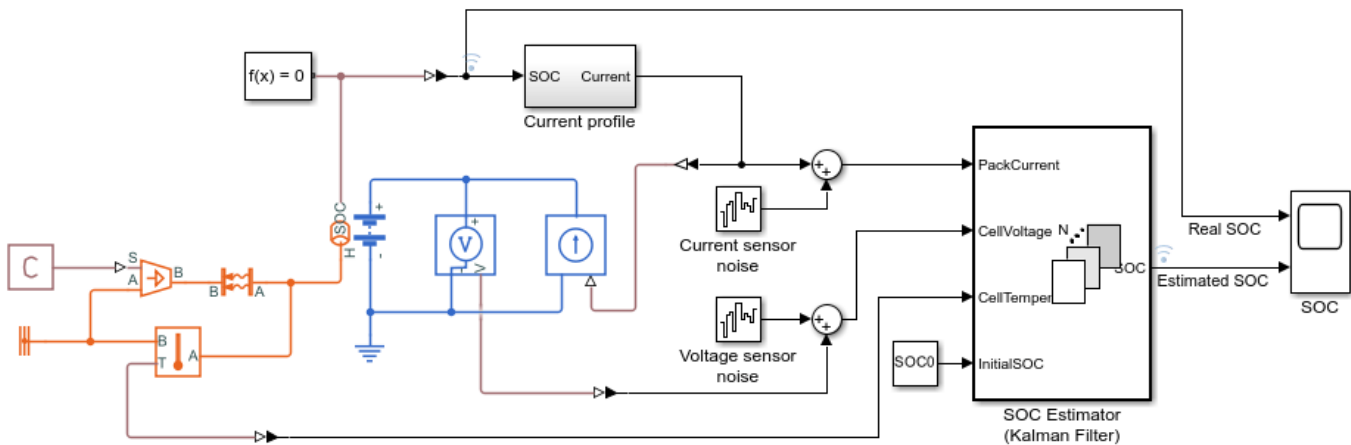 f(x) = 0
SOC
Current
Current profile
PackCurrent
SOC
+
+
+
+
V
Current sensor
noise
CellVoltage
N
Real SOC
H
-
V
C
S
A
B
B
A
SOC
Estimated SOC
CellTemper
SOC
+
+
Voltage sensor
noise
B
T
A
SOC0
InitialSOC
SOC Estimator
(Kalman Filter)